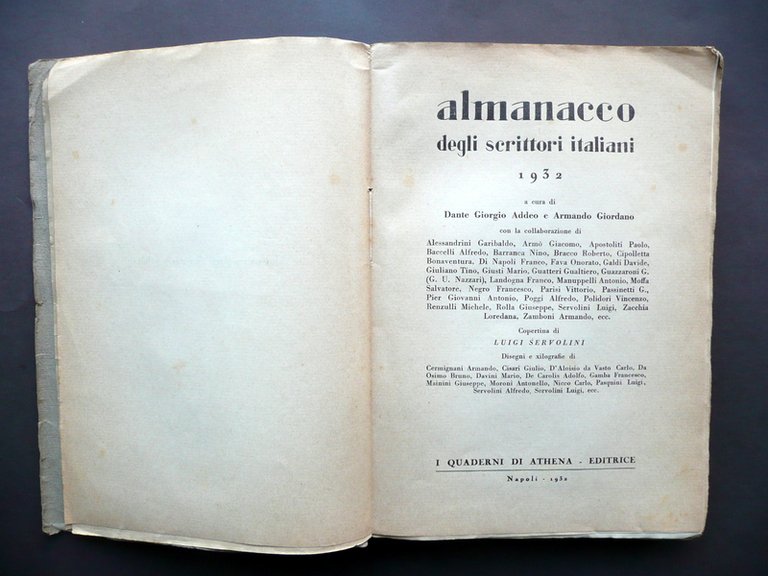 almanacco
degli scrittori italiani
1932
a cura di
Dante Giorgio Addeo e Armando Giordano
con la collaborazione di
Alessandrini Garibaldo, Armò Giacomo, Apostoliti Paolo,
Baccelli Alfredo, Barranca Nino, Bracco Roberto, Cipolletta
Bonaventura, Di Napoli Franco, Fava Onorato, Galdi Davide,
Giuliano Tino, Giusti Mario, Guatteri Gualtiero, Guazzaroni G.
(G. U. Nazzari), Landogna Franco, Manuppelli Antonio, Moffa
Salvatore, Negro Francesco, Parisi Vittorio, Passinetti G.,
Pier Giovanni Antonio, Poggi Alfredo, Polidori Vincenzo,
Renzulli Michele, Rolla Giuseppe, Servolini Luigi, Zacchia
Loredana, Zamboni Armando, ecc.
Copertina di
LUIGI SERVOLINI
Disegni e xilografie di
Cermignani Armando, Cisari Giulio, D'Aloisio da Vasto Carlo, Da
Osimo Bruno, Davini Mario, De Carolis Adolfo, Gamba Francesco,
Mainini Giuseppe, Moroni Antonello, Nicco Carlo, Pasquini Luigi,
Servolini Alfredo, Servolini Luigi, ecc.
I QUADERNI DI ATHENA - EDITRICE
Napoli - 1932